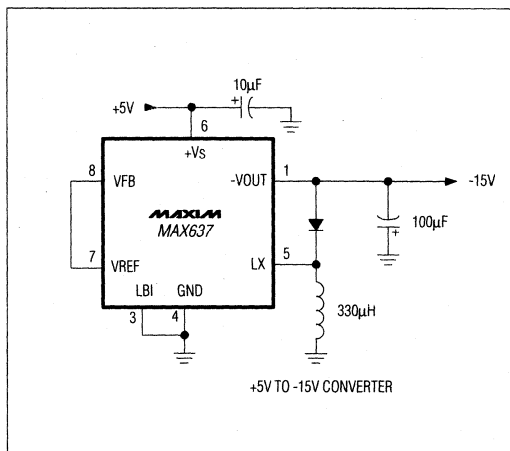 10µF
+
+5V
6
+VS
8
VFB
-VOUT
1
-15V
MAXIM
MAX637
100µF
+
7
VREF
LX
5
LBI
GND
3
4
330µH
+5V TO -15V CONVERTER